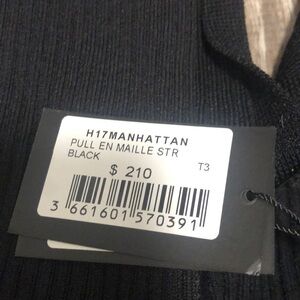 H17MANHATTAN
PULL EN MAILLE STR
BLACK T3
$ 210
3 661601 570391